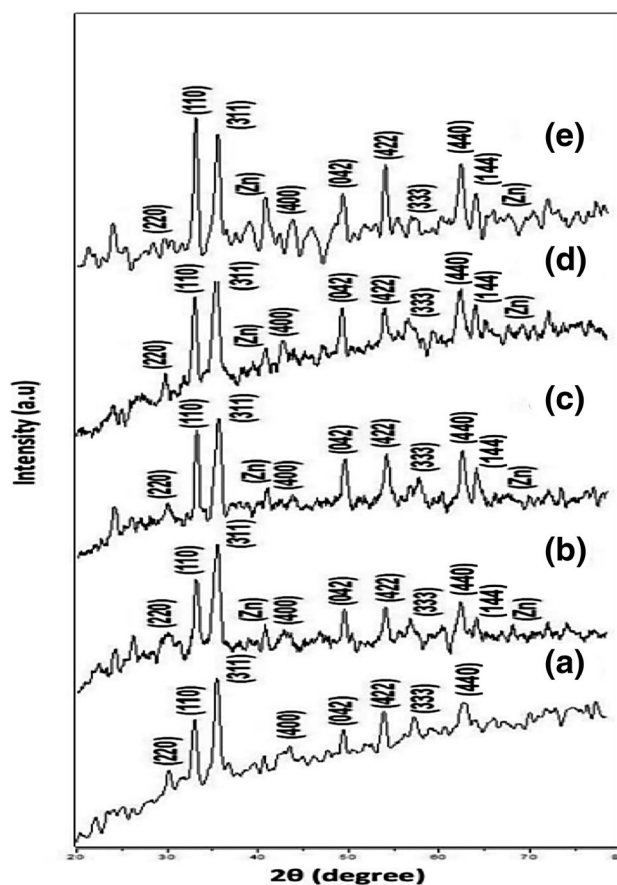 (e)
(220) (110) (311) (Zn) (400) (042) (422) (333) (440) (144) (Zn)
(d)
(220) (110) (311) (Zn) (400) (042) (422) (333) (440) (144) (Zn)
(c)
(220) (110) (311) (Zn) (400) (042) (422) (333) (440) (144) (Zn)
(b)
(220) (110) (311) (Zn) (400) (042) (422) (333) (440) (144) (Zn)
(a)
(220) (110) (311) (400) (042) (422) (333) (440)
Intensity (a.u)
20 30 40 50 60 70 80
2θ (degree)